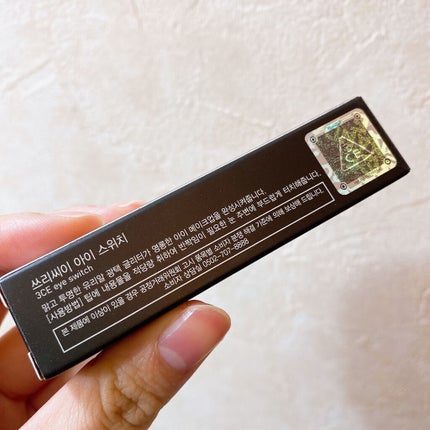 3CE
쓰리씨이 아이 스위치
3CE eye switch
맑고 투명한 유리알 광택 글리터가 영롱한 아이 메이크업을 완성시켜줍니다.
[사용방법] 팁에 내용물을 적당량 취하여 반짝임이 필요한 눈 주변에 부드럽게 터치해줍니다.
본 제품에 이상이 있을 경우 공정거래위원회 고시 품목별 소비자 분쟁 해결 기준에 의해 보상해 드립니다.
소비자 상담실 0502-707-8888